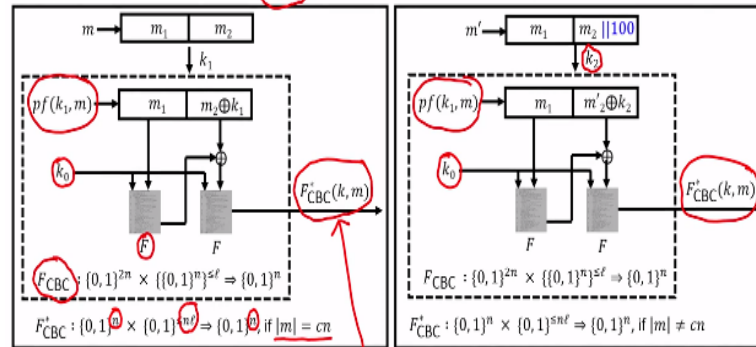 m → m₁ m₂
k₁
pf(k₁, m) → m₁ m₂⊕k₁
⊕
k₀
F*CBC(k, m)
F F
FCBC : {0,1}²ⁿ × {{0,1}ⁿ}≤ℓ ⇒ {0,1}ⁿ
F*CBC : {0,1}ⁿ × {0,1}≤nℓ ⇒ {0,1}ⁿ, if |m| = cn
m′ → m₁ m₂ ||100
k₂
pf(k₁, m) → m₁ m′₂⊕k₂
⊕
k₀
F*CBC(k, m)
F F
FCBC : {0,1}²ⁿ × {{0,1}ⁿ}≤ℓ ⇒ {0,1}ⁿ
F*CBC : {0,1}ⁿ × {0,1}≤nℓ ⇒ {0,1}ⁿ, if |m| ≠ cn